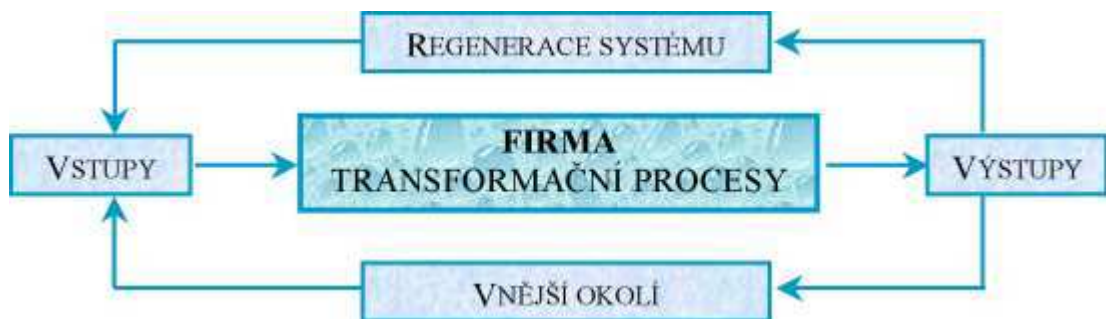 REGENERACE SYSTÉMU
FIRMA
VSTUPY
TRANSFORMAČNÍ PROCESY
VÝSTUPY
VNĚJŠÍ OKOLÍ